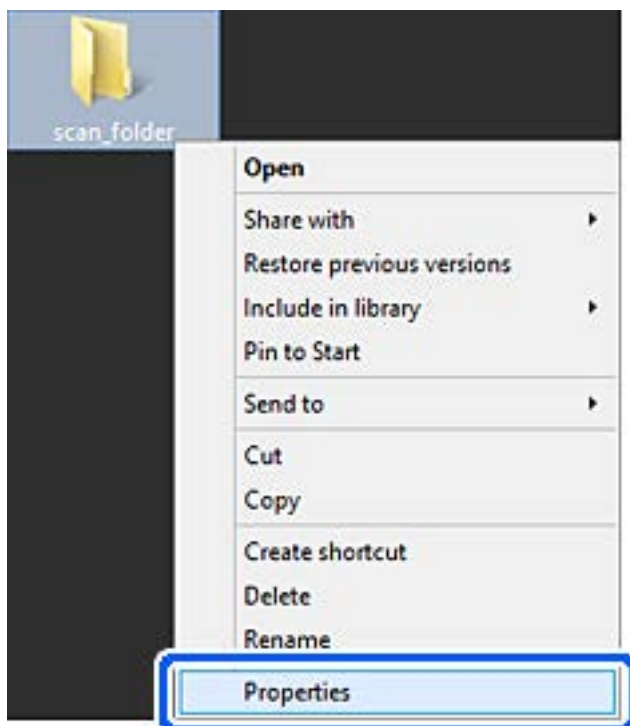 scan_folder
Open
Share with
Restore previous versions
Include in library
Pin to Start
Send to
Cut
Copy
Create shortcut
Delete
Rename
Properties